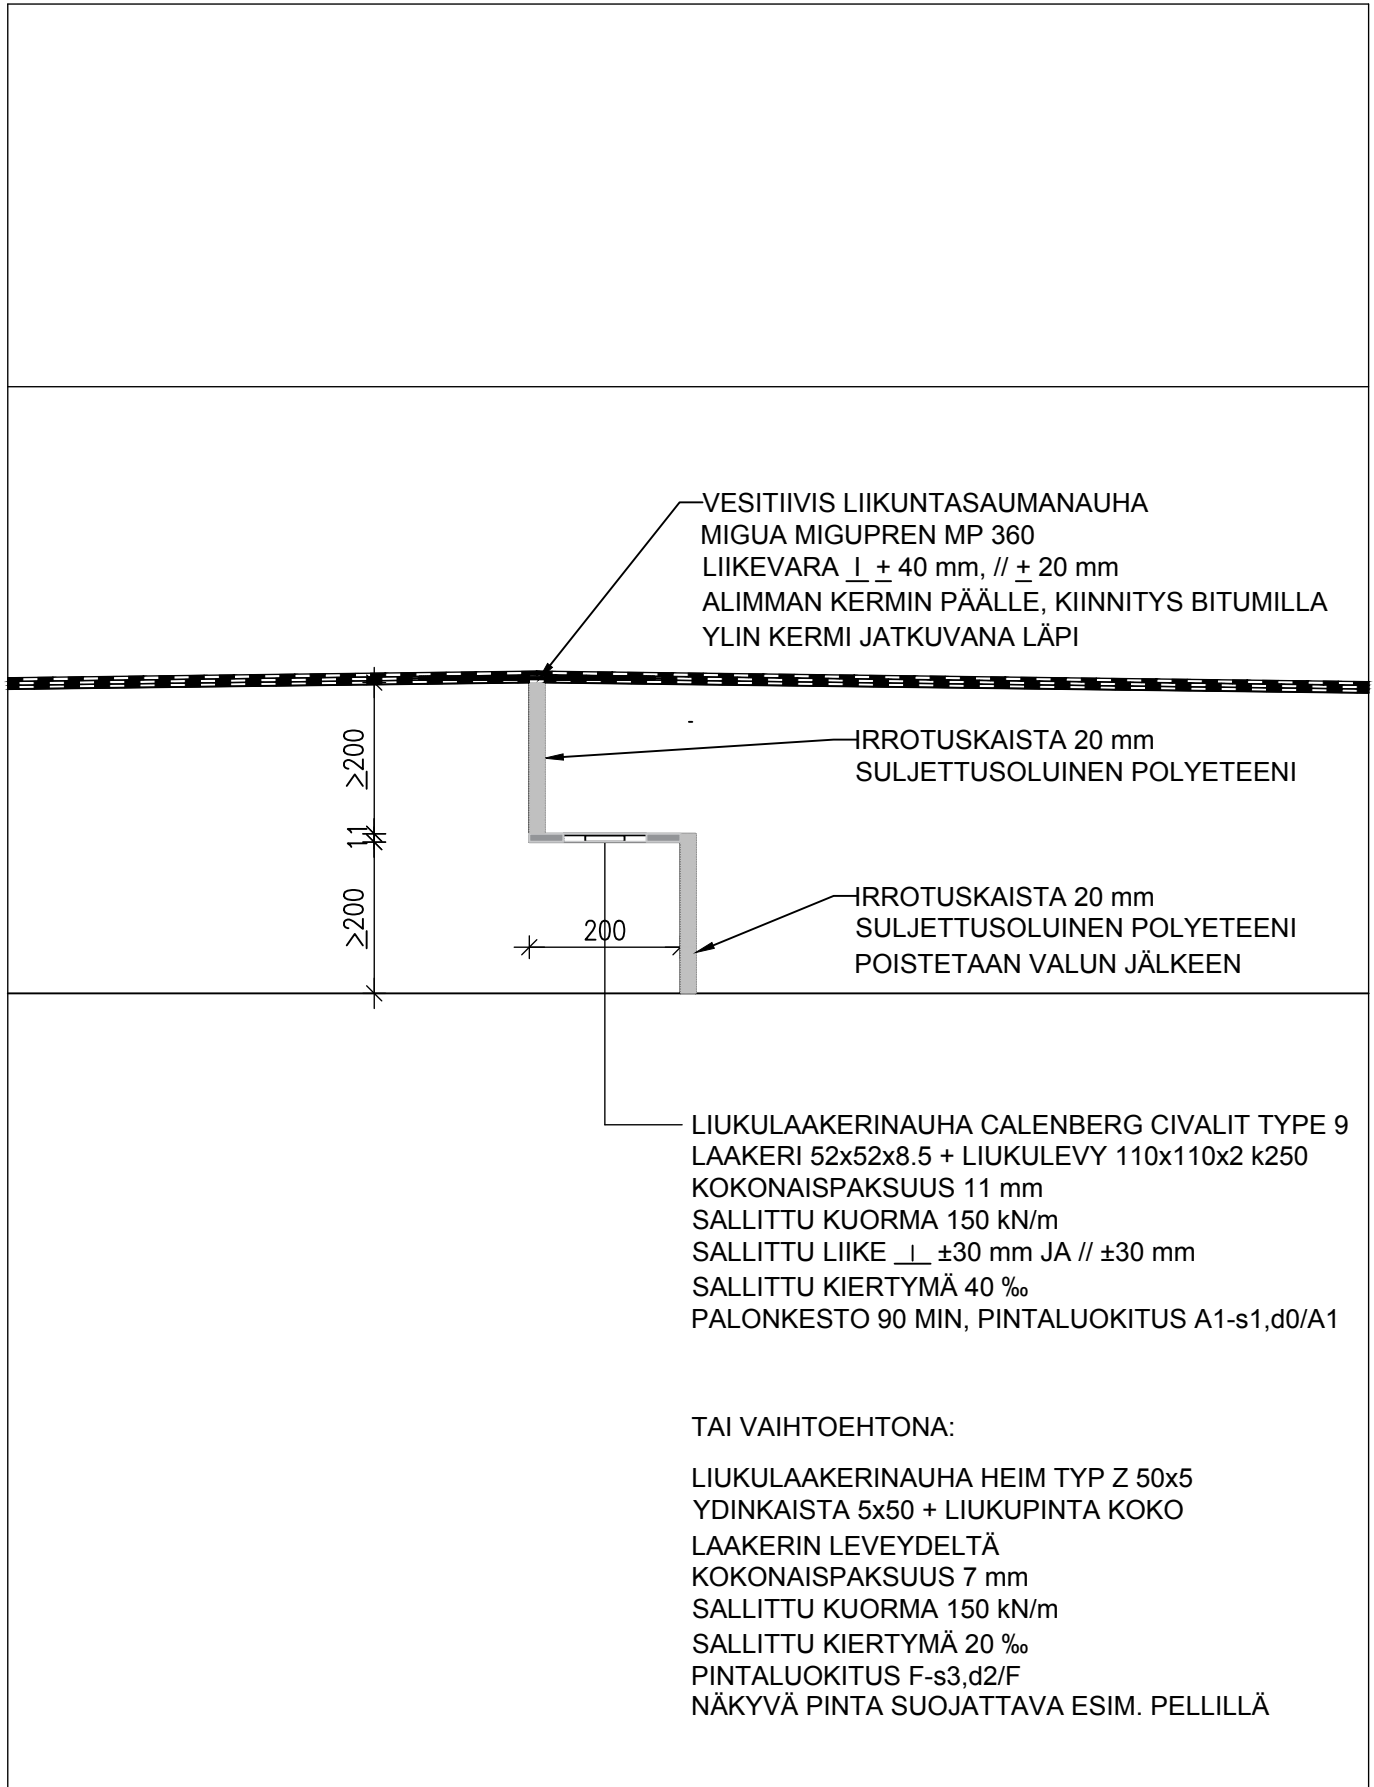 VESITIIVIS LIIKUNTASAUMANAUHA
MIGUA MIGUPREN MP 360
LIIKEVARA _|_ ± 40 mm, // ± 20 mm
ALIMMAN KERMIN PÄÄLLE, KIINNITYS BITUMILLA
YLIN KERMI JATKUVANA LÄPI
≥200
IRROTUSKAISTA 20 mm
SULJETTUSOLUINEN POLYETEENI
11
≥200
200
IRROTUSKAISTA 20 mm
SULJETTUSOLUINEN POLYETEENI
POISTETAAN VALUN JÄLKEEN
LIUKULAAKERINAUHA CALENBERG CIVALIT TYPE 9
LAAKERI 52x52x8.5 + LIUKULEVY 110x110x2 k250
KOKONAISPAKSUUS 11 mm
SALLITTU KUORMA 150 kN/m
SALLITTU LIIKE _|_ ±30 mm JA // ±30 mm
SALLITTU KIERTYMÄ 40 ‰
PALONKESTO 90 MIN, PINTALUOKITUS A1-s1,d0/A1
TAI VAIHTOEHTONA:
LIUKULAAKERINAUHA HEIM TYP Z 50x5
YDINKAISTA 5x50 + LIUKUPINTA KOKO
LAAKERIN LEVEYDELTÄ
KOKONAISPAKSUUS 7 mm
SALLITTU KUORMA 150 kN/m
SALLITTU KIERTYMÄ 20 ‰
PINTALUOKITUS F-s3,d2/F
NÄKYVÄ PINTA SUOJATTAVA ESIM. PELLILLÄ